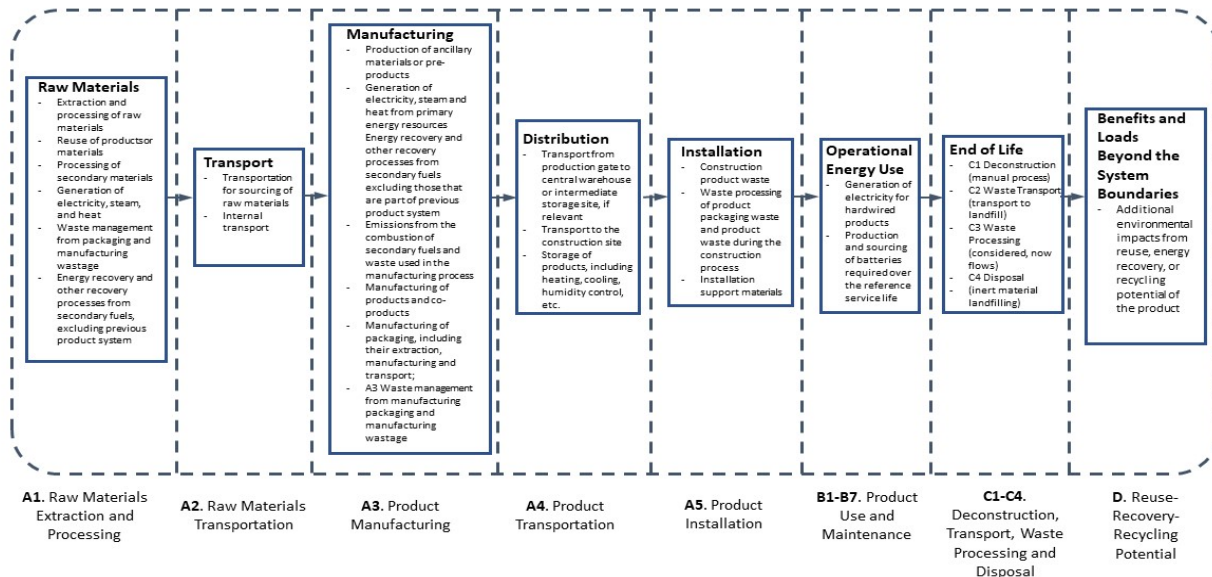 Raw Materials
- Extraction and
processing of raw
materials
- Reuse of productsor
materials
- Processing of
secondary materials
- Generation of
electricity, steam, and
heat
- Waste management
from packaging and
manufacturing
wastage
- Energy recovery and
other recovery
processes from
secondary fuels,
excluding previous
product system
Transport
- Transportation
for sourcing of
raw materials
- Internal
transport
Manufacturing
- Production of ancillary
materials or pre-
products
- Generation of
electricity, steam and
heat from primary
energy resources
Energy recovery and
other recovery
processes from
secondary fuels
excluding those that
are part of previous
product system
- Emissions from the
combustion of
secondary fuels and
waste used in the
manufacturing process
- Manufacturing of
products and co-
products
- Manufacturing of
packaging, including
their extraction,
manufacturing and
transport;
- A3 Waste management
from manufacturing
packaging and
manufacturing
wastage
Distribution
- Transport from
production gate to
central warehouse
or intermediate
storage site, if
relevant
- Transport to the
construction site
- Storage of
products, including
heating, cooling,
humidity control,
etc.
Installation
- Construction
product waste
- Waste processing
of product
packaging waste
and product
waste during the
construction
process
- Installation
support materials
Operational
Energy Use
- Generation of
electricity for
hardwired
products
- Production
and sourcing
of batteries
required over
the reference
service life
End of Life
- C1 Deconstruction
(manual process)
- C2 Waste Transport
(transport to
landfill)
- C3 Waste
Processing
(considered, now
flows)
- C4 Disposal
- (inert material
landfilling)
Benefits and
Loads
Beyond the
System
Boundaries
- Additional
environmental
impacts from
reuse, energy
recovery, or
recycling
potential of
the product
A1. Raw Materials
Extraction and
Processing
A2. Raw Materials
Transportation
A3. Product
Manufacturing
A4. Product
Transportation
A5. Product
Installation
B1-B7. Product
Use and
Maintenance
C1-C4.
Deconstruction,
Transport, Waste
Processing and
Disposal
D. Reuse-
Recovery-
Recycling
Potential